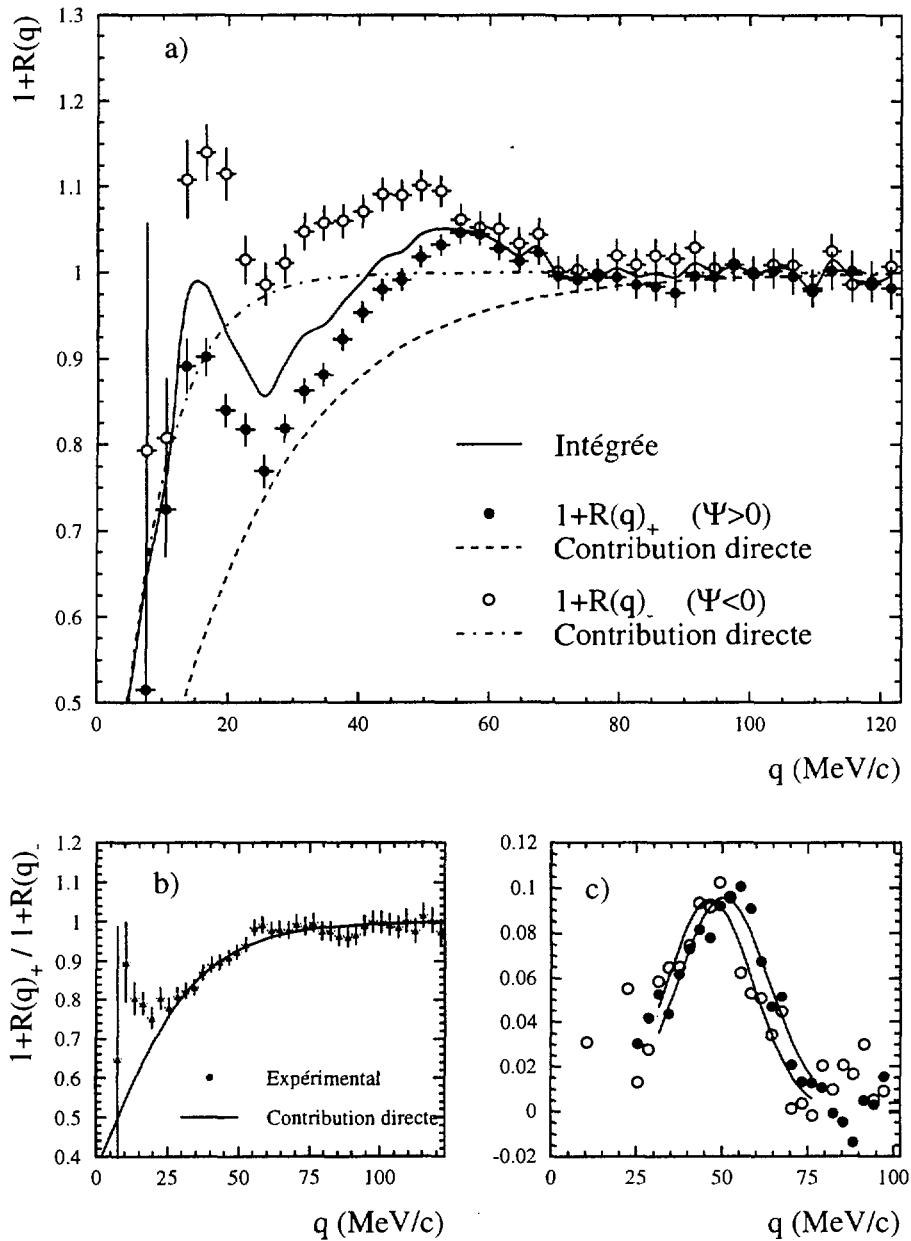 1+R(q)
a)
1.3
1.2
1.1
1
0.9
0.8
0.7
0.6
0.5
0 20 40 60 80 100 120
q (MeV/c)
Intégrée
1+R(q)+ (Ψ>0)
Contribution directe
1+R(q)- (Ψ<0)
Contribution directe
1+R(q)+ / 1+R(q)-
b)
1.2
1.1
1
0.9
0.8
0.7
0.6
0.5
0.4
0 25 50 75 100
q (MeV/c)
Expérimental
Contribution directe
c)
0.12
0.1
0.08
0.06
0.04
0.02
0
-0.02
0 25 50 75 100
q (MeV/c)